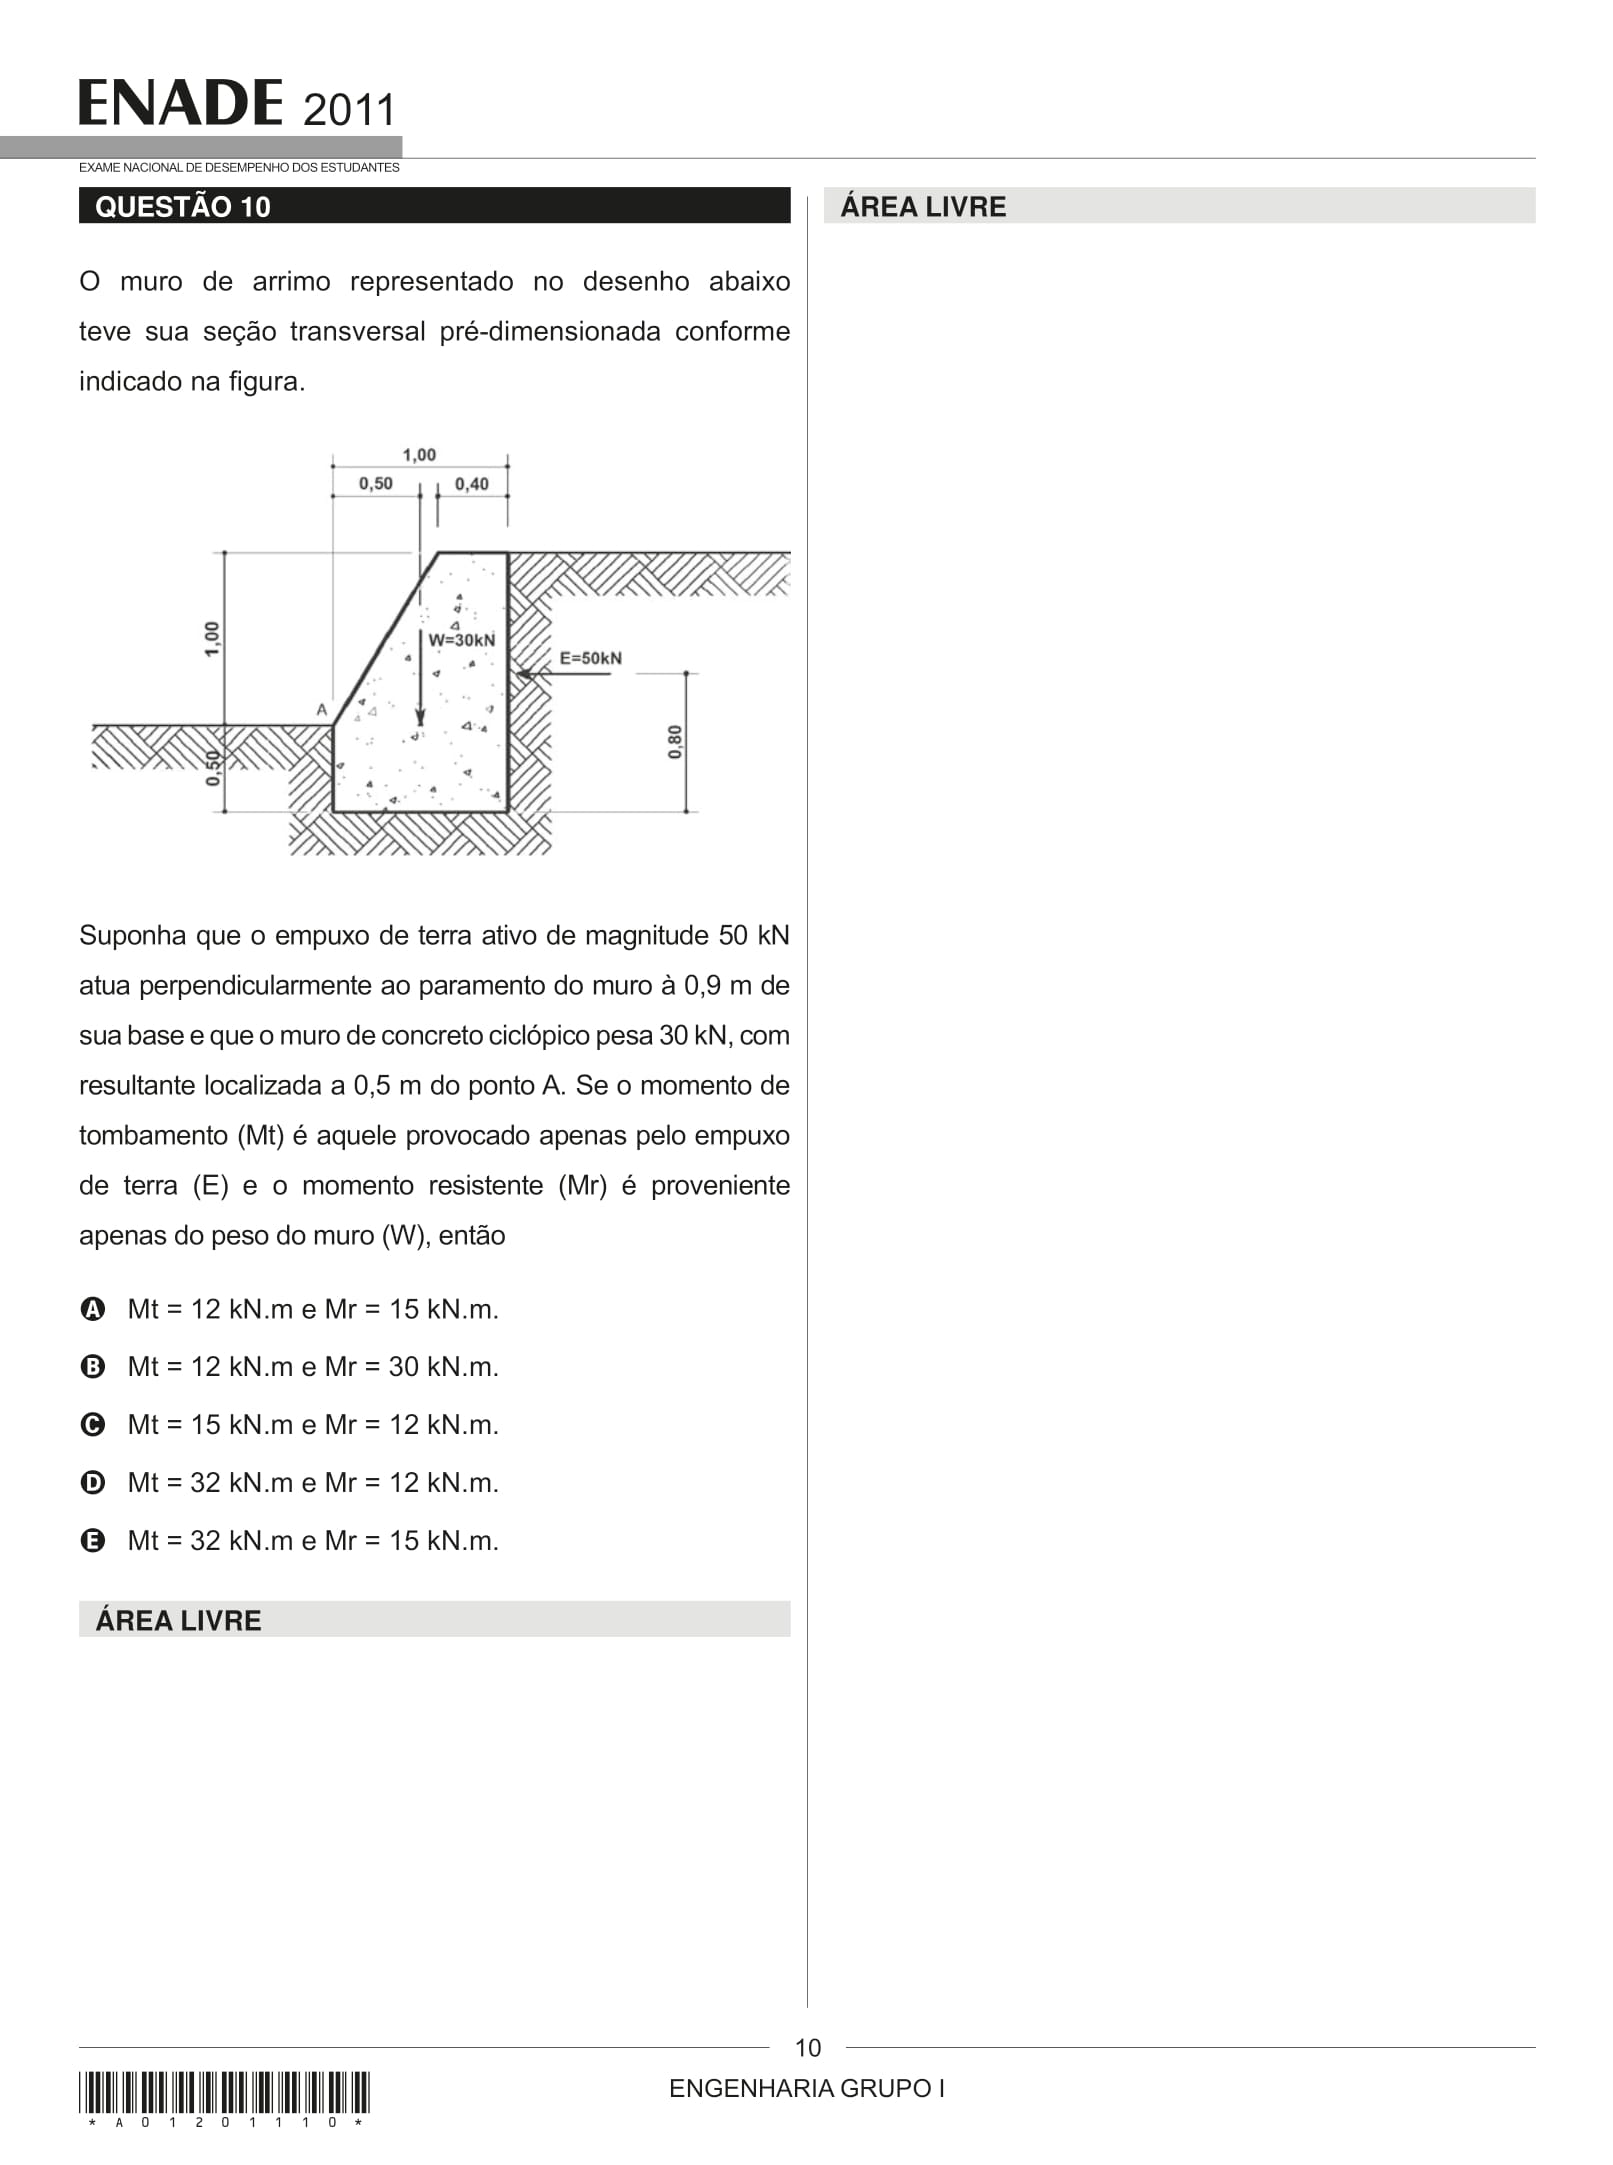 ENADE 2011
EXAME NACIONAL DE DESEMPENHO DOS ESTUDANTES
QUESTÃO 10
O muro de arrimo representado no desenho abaixo
teve sua seção transversal pré-dimensionada conforme
indicado na figura.
1,00
0,50
0,40
1,00
W=30kN
E=50kN
A
0,80
0,50
Suponha que o empuxo de terra ativo de magnitude 50 kN
atua perpendicularmente ao paramento do muro à 0,9 m de
sua base e que o muro de concreto ciclópico pesa 30 kN, com
resultante localizada a 0,5 m do ponto A. Se o momento de
tombamento (Mt) é aquele provocado apenas pelo empuxo
de terra (E) e o momento resistente (Mr) é proveniente
apenas do peso do muro (W), então
A Mt = 12 kN.m e Mr = 15 kN.m.
B Mt = 12 kN.m e Mr = 30 kN.m.
C Mt = 15 kN.m e Mr = 12 kN.m.
D Mt = 32 kN.m e Mr = 12 kN.m.
E Mt = 32 kN.m e Mr = 15 kN.m.
ÁREA LIVRE
ÁREA LIVRE
10
ENGENHARIA GRUPO I
* A 0 1 2 0 1 1 1 0 *